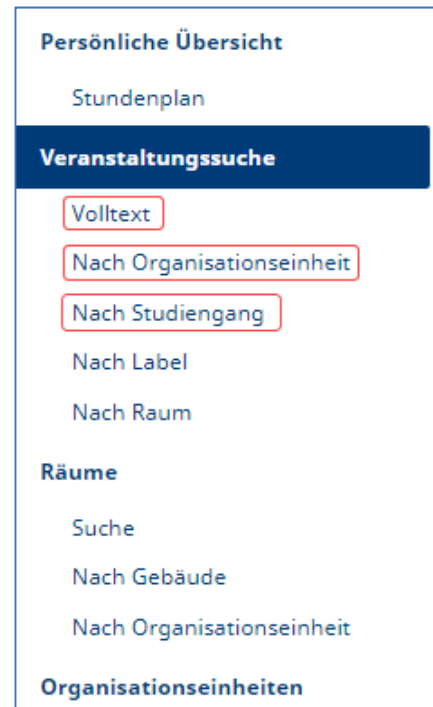 Persönliche Übersicht
Stundenplan
Veranstaltungssuche
Volltext
Nach Organisationseinheit
Nach Studiengang
Nach Label
Nach Raum
Räume
Suche
Nach Gebäude
Nach Organisationseinheit
Organisationseinheiten